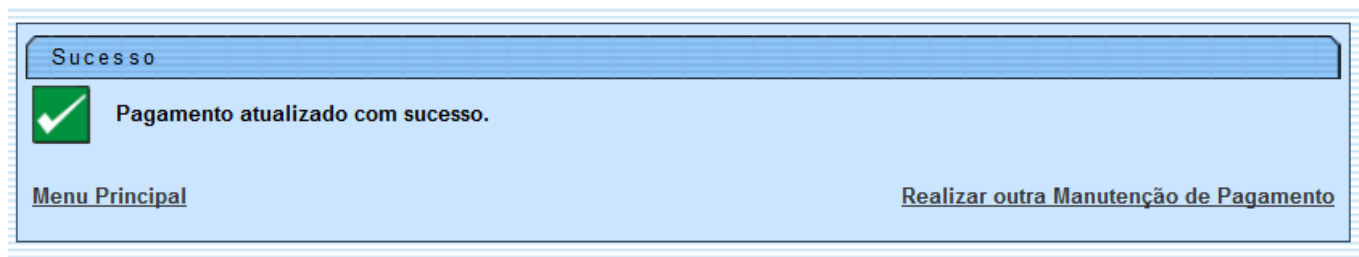 Sucesso
Pagamento atualizado com sucesso.
Menu Principal
Realizar outra Manutenção de Pagamento